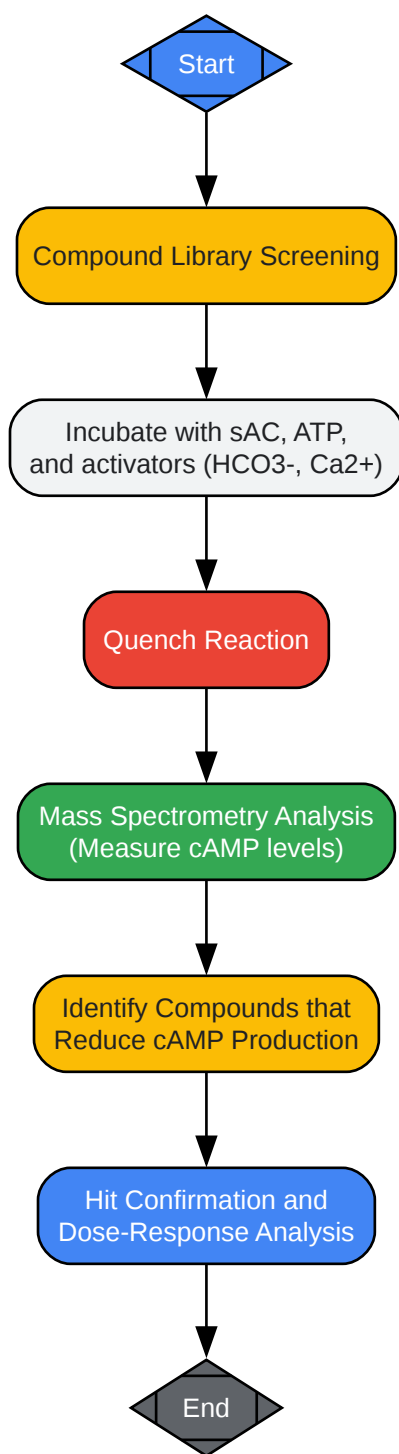 Start
Compound Library Screening
Incubate with sAC, ATP,
and activators (HCO3-, Ca2+)
Quench Reaction
Mass Spectrometry Analysis
(Measure cAMP levels)
Identify Compounds that
Reduce cAMP Production
Hit Confirmation and
Dose-Response Analysis
End